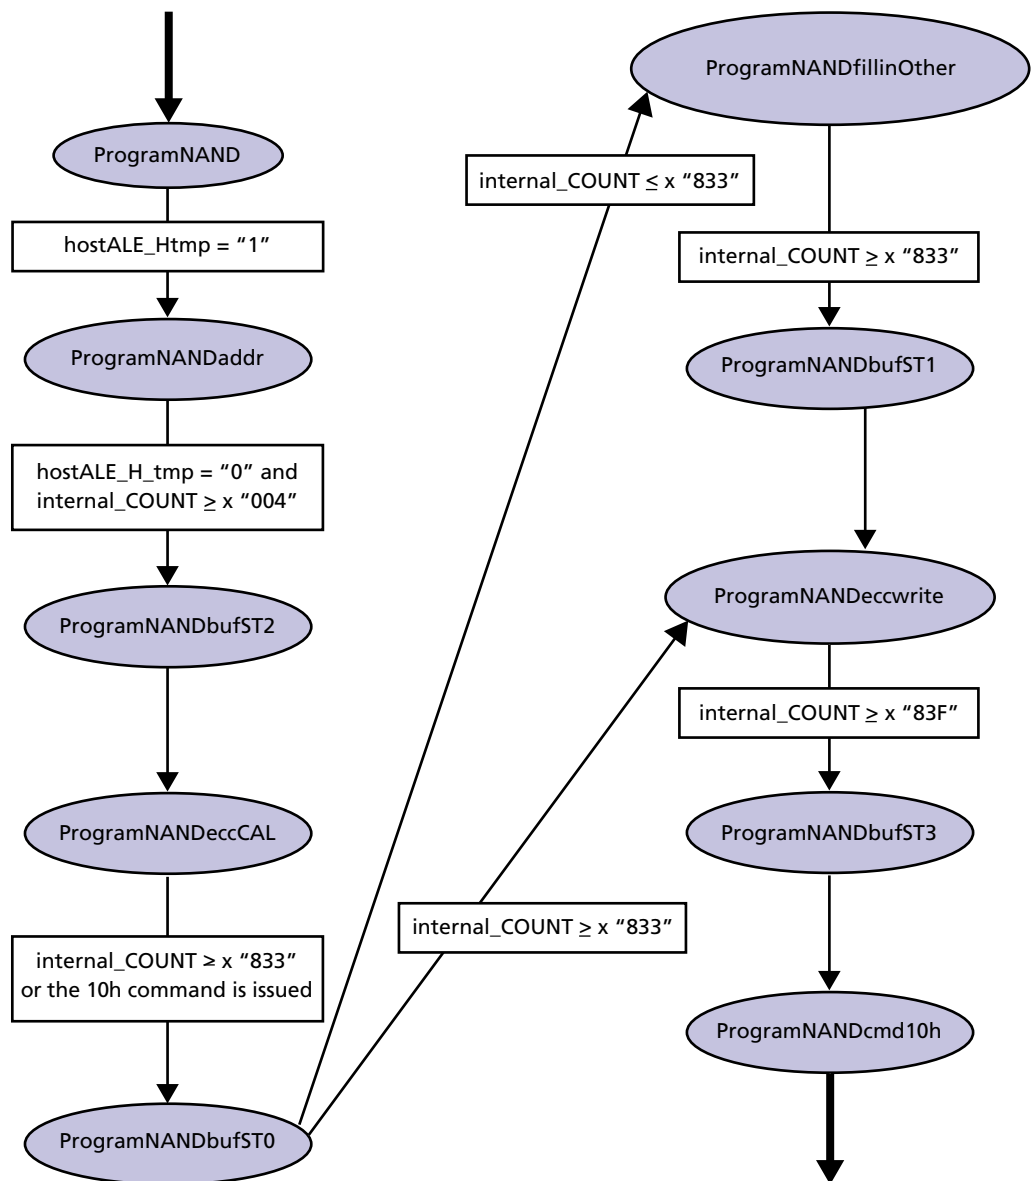 ProgramNAND
hostALE_Htmp = “1”
ProgramNANDaddr
hostALE_H_tmp = “0” and
internal_COUNT ≥ x “004”
ProgramNANDbufST2
ProgramNANDeccCAL
internal_COUNT ≥ x “833”
or the 10h command is issued
ProgramNANDbufST0
internal_COUNT ≤ x “833”
internal_COUNT ≥ x “833”
ProgramNANDfillinOther
internal_COUNT ≥ x “833”
ProgramNANDbufST1
ProgramNANDeccwrite
internal_COUNT ≥ x “83F”
ProgramNANDbufST3
ProgramNANDcmd10h